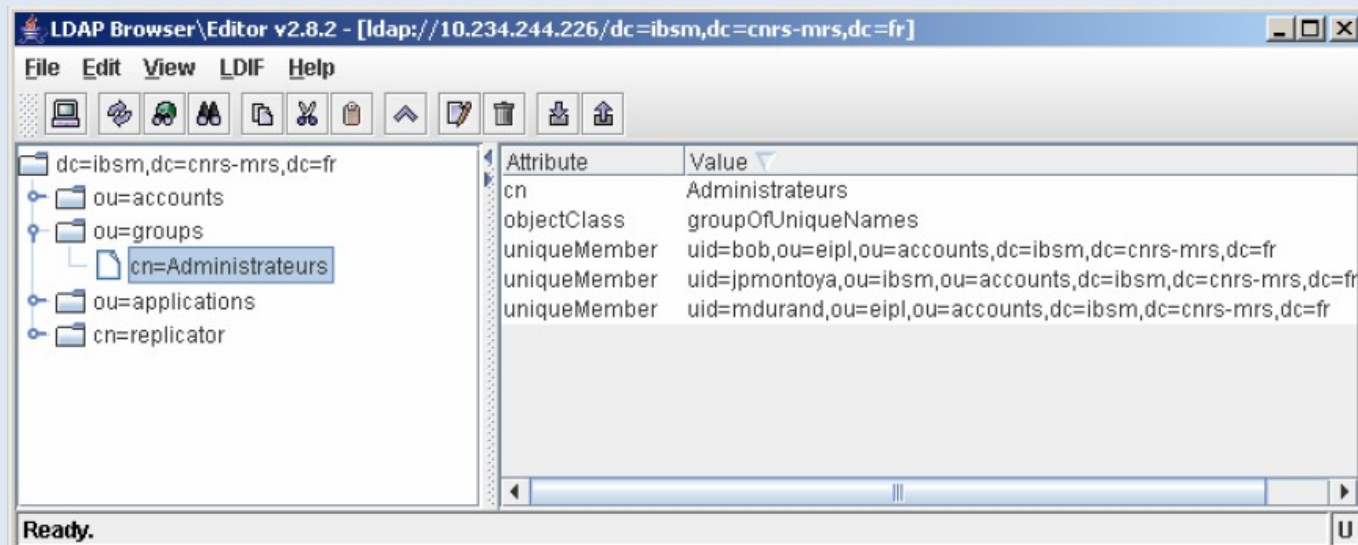 LDAP Browser\Editor v2.8.2 - [ldap://10.234.244.226/dc=ibsm,dc=cnrs-mrs,dc=fr]
File Edit View LDIF Help
dc=ibsm,dc=cnrs-mrs,dc=fr
ou=accounts
ou=groups
cn=Administrateurs
ou=applications
cn=replicator
Attribute Value
cn Administrateurs
objectClass groupOfUniqueNames
uniqueMember uid=bob,ou=eipl,ou=accounts,dc=ibsm,dc=cnrs-mrs,dc=fr
uniqueMember uid=jpmontoya,ou=ibsm,ou=accounts,dc=ibsm,dc=cnrs-mrs,dc=fr
uniqueMember uid=mdurand,ou=eipl,ou=accounts,dc=ibsm,dc=cnrs-mrs,dc=fr
Ready. U